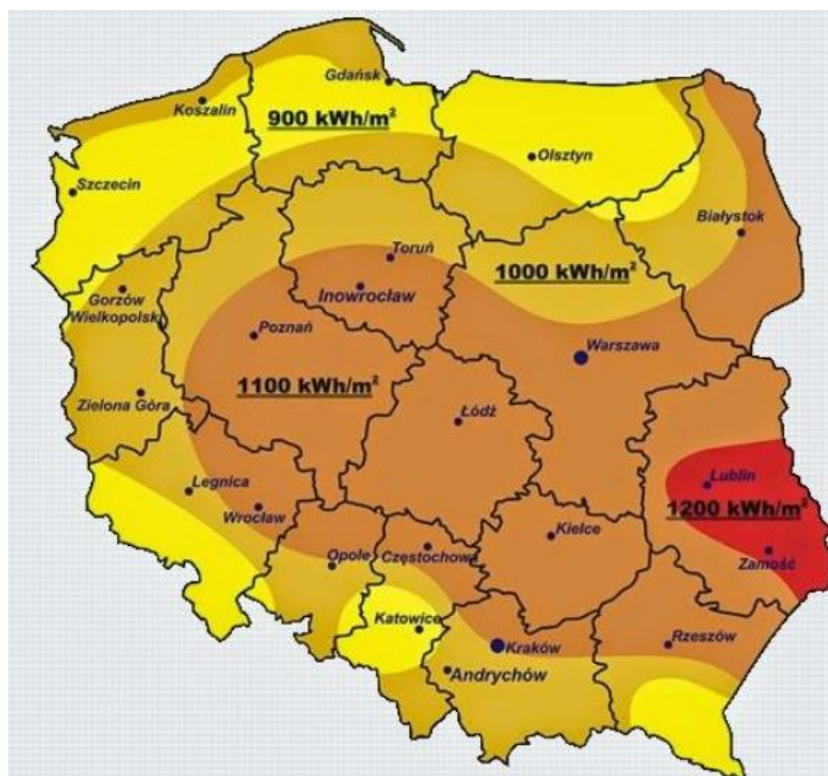 Gdańsk
Koszalin
900 kWh/m²
Olsztyn
Szczecin
Białystok
Toruń
1000 kWh/m²
Gorzów
Wielkopolski
Inowrocław
Poznań
Warszawa
1100 kWh/m²
Zielona Góra
Łódź
Legnica
Lublin
Wrocław
1200 kWh/m²
Kielce
Opole
Częstochowa
Zamość
Katowice
Kraków
Rzeszów
Andrychów